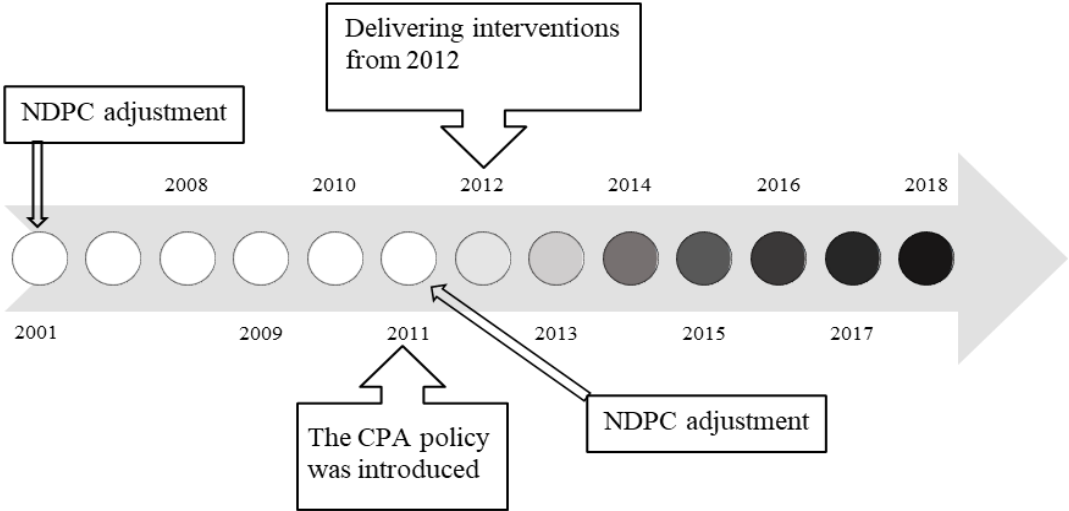 Delivering interventions
from 2012
NDPC adjustment
2008
2010
2012
2014
2016
2018
2001
2009
2011
2013
2015
2017
The CPA policy
was introduced
NDPC adjustment